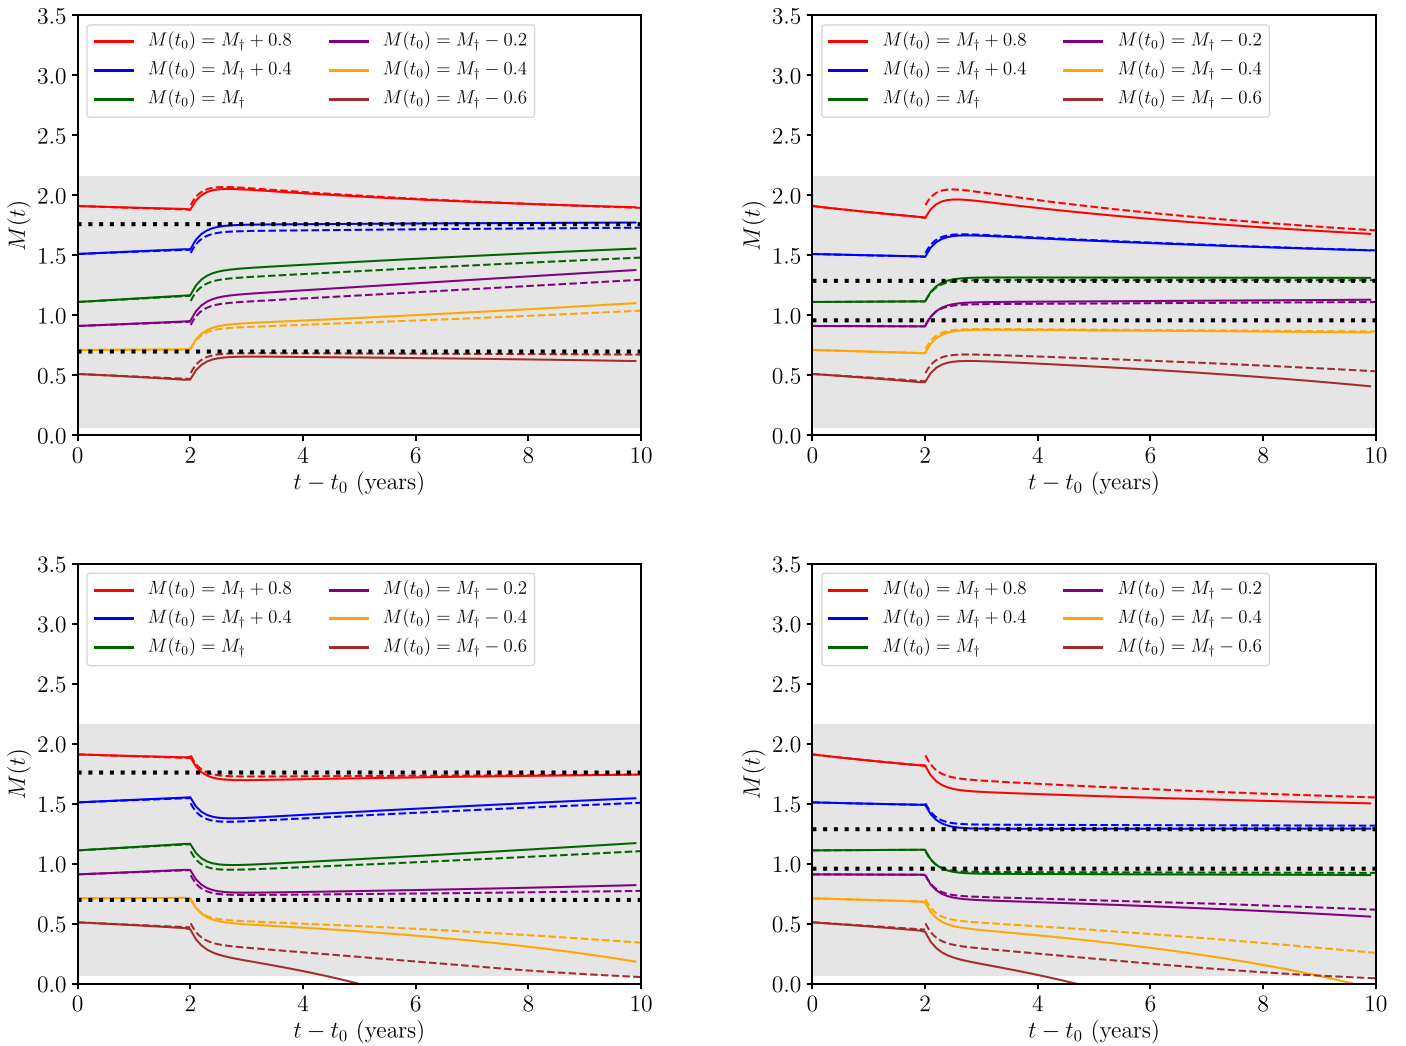 3.5
3.0
2.5
2.0
1.5
1.0
0.5
0.0
M(t)
M(t₀) = M† + 0.8
M(t₀) = M† + 0.4
M(t₀) = M†
M(t₀) = M† − 0.2
M(t₀) = M† − 0.4
M(t₀) = M† − 0.6
0 2 4 6 8 10
t − t₀ (years)
3.5
3.0
2.5
2.0
1.5
1.0
0.5
0.0
M(t)
M(t₀) = M† + 0.8
M(t₀) = M† + 0.4
M(t₀) = M†
M(t₀) = M† − 0.2
M(t₀) = M† − 0.4
M(t₀) = M† − 0.6
0 2 4 6 8 10
t − t₀ (years)
3.5
3.0
2.5
2.0
1.5
1.0
0.5
0.0
M(t)
M(t₀) = M† + 0.8
M(t₀) = M† + 0.4
M(t₀) = M†
M(t₀) = M† − 0.2
M(t₀) = M† − 0.4
M(t₀) = M† − 0.6
0 2 4 6 8 10
t − t₀ (years)
3.5
3.0
2.5
2.0
1.5
1.0
0.5
0.0
M(t)
M(t₀) = M† + 0.8
M(t₀) = M† + 0.4
M(t₀) = M†
M(t₀) = M† − 0.2
M(t₀) = M† − 0.4
M(t₀) = M† − 0.6
0 2 4 6 8 10
t − t₀ (years)